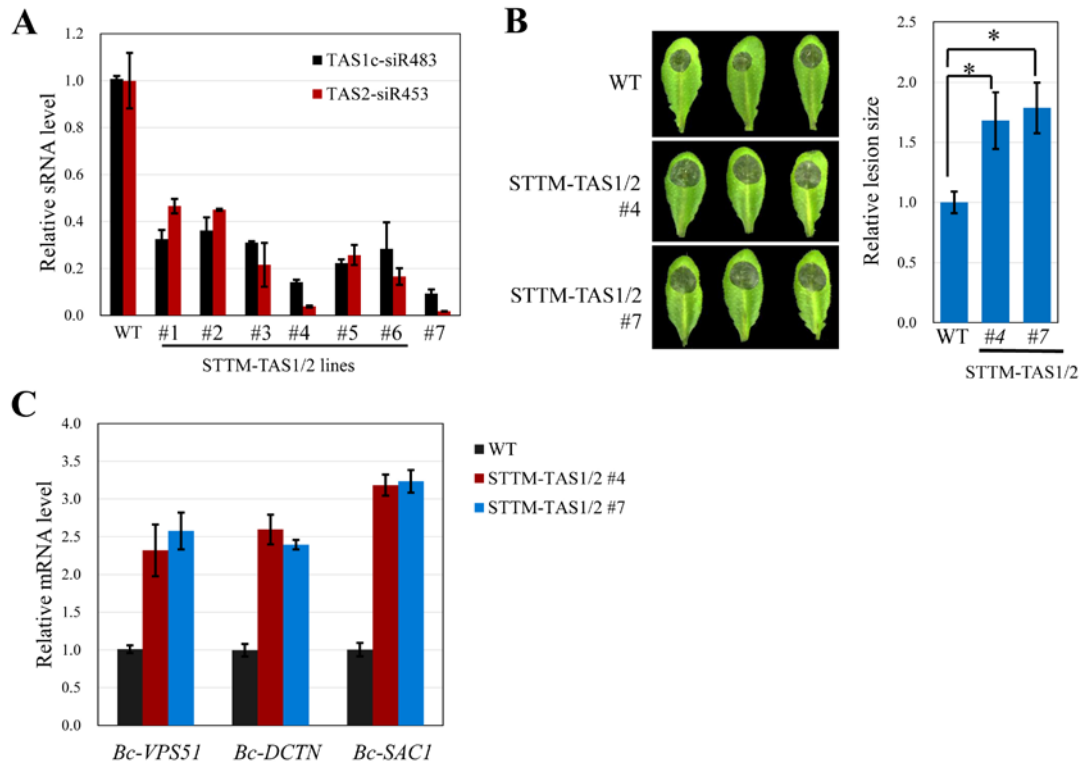 A
Relative sRNA level
1.2
1.0
0.8
0.6
0.4
0.2
0.0
TAS1c-siR483
TAS2-siR453
WT #1 #2 #3 #4 #5 #6 #7
STTM-TAS1/2 lines
B
WT
STTM-TAS1/2
#4
STTM-TAS1/2
#7
Relative lesion size
2.5
2.0
1.5
1.0
0.5
0.0
*
*
WT #4 #7
STTM-TAS1/2
C
Relative mRNA level
4.0
3.5
3.0
2.5
2.0
1.5
1.0
0.5
0.0
WT
STTM-TAS1/2 #4
STTM-TAS1/2 #7
Bc-VPS51 Bc-DCTN Bc-SAC1